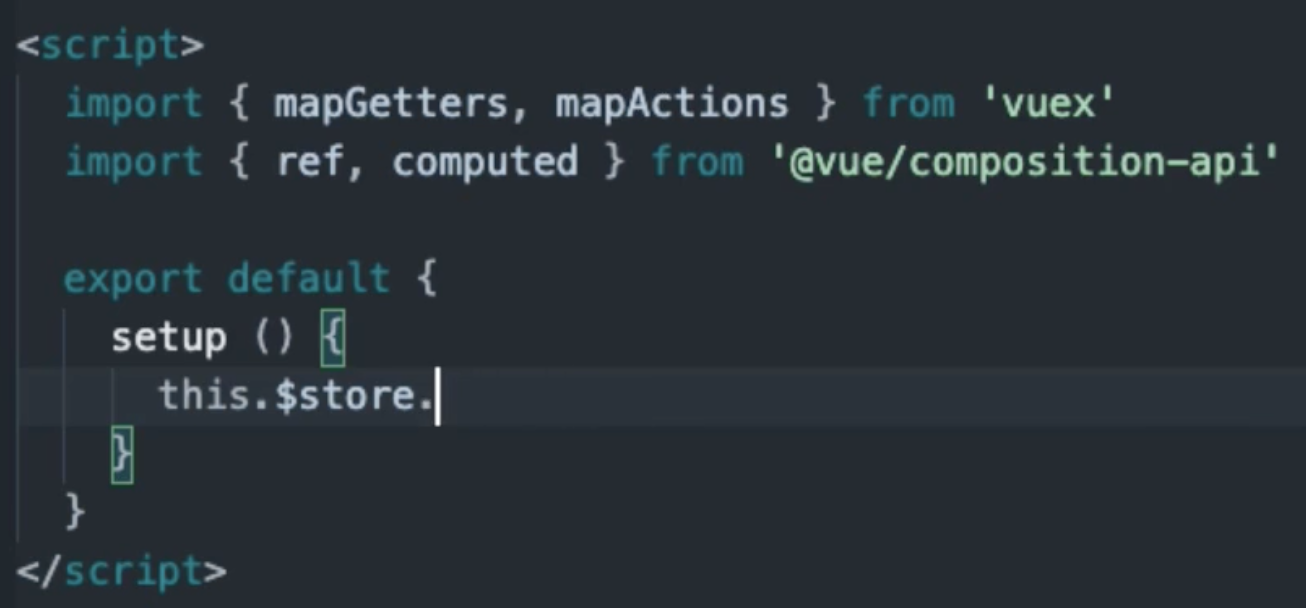 <script>
import { mapGetters, mapActions } from 'vuex'
import { ref, computed } from '@vue/composition-api'
export default {
setup () {
this.$store.
}
}
</script>